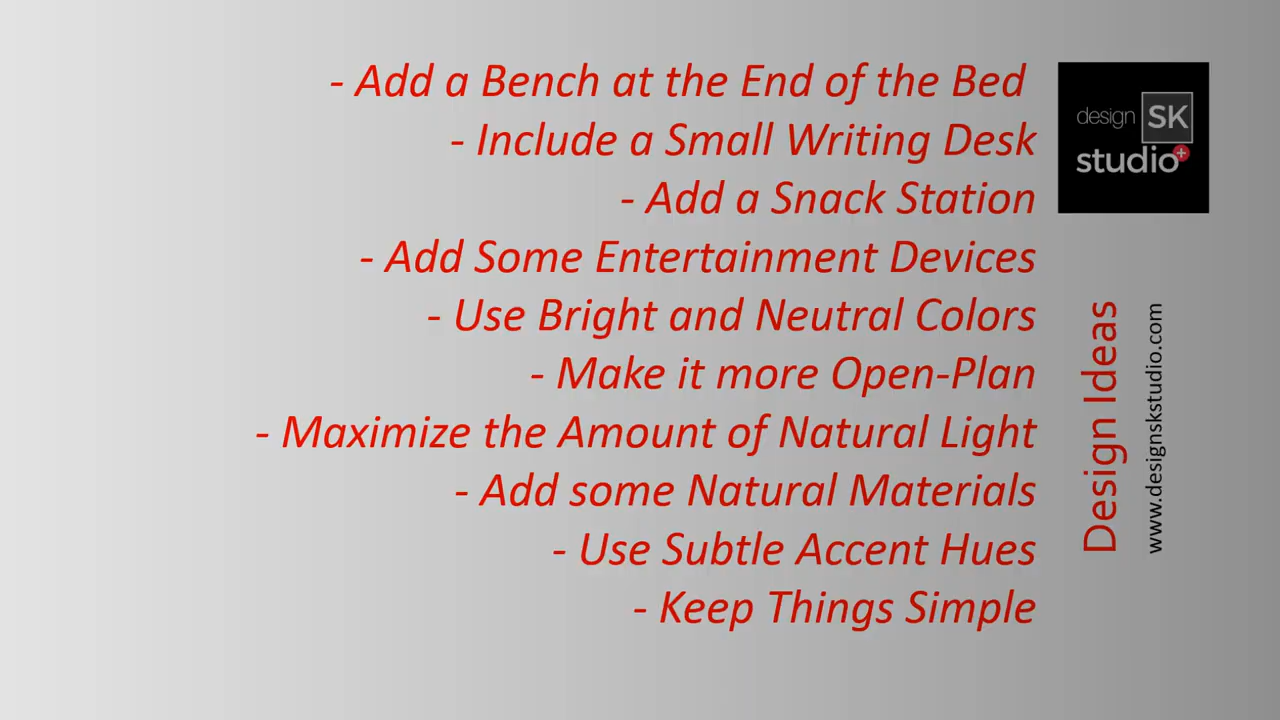 - Add a Bench at the End of the Bed
- Include a Small Writing Desk
- Add a Snack Station
- Add Some Entertainment Devices
- Use Bright and Neutral Colors
- Make it more Open-Plan
- Maximize the Amount of Natural Light
- Add some Natural Materials
- Use Subtle Accent Hues
- Keep Things Simple
design SK
studio+
Design Ideas
www.designskstudio.com